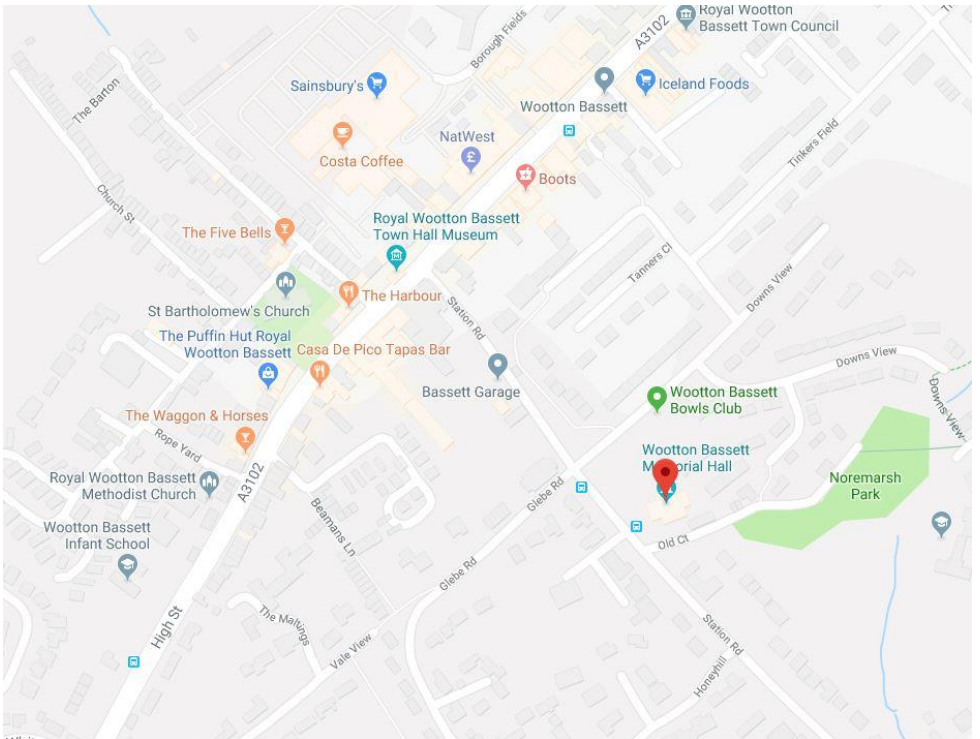 Royal Wootton
Bassett Town Council
A3102
Borough Fields
The Barton
Sainsbury's
Wootton Bassett
Iceland Foods
NatWest
£
Costa Coffee
Boots
Tinkers Field
Church St
The Five Bells
Royal Wootton Bassett
Town Hall Museum
M
Tanners Cl
Downs View
St Bartholomew's Church
The Harbour
Station Rd
The Puffin Hut Royal
Wootton Bassett
Casa De Pico Tapas Bar
Bassett Garage
Downs View
Downs View
Wootton Bassett
Bowls Club
The Waggon & Horses
Rope Yard
Wootton Bassett
Memorial Hall
Royal Wootton Bassett
Methodist Church
A3102
Noremarsh
Park
Glebe Rd
Beamans Ln
Wootton Bassett
Infant School
Old Ct
Glebe Rd
The Maltings
High St
Vale View
Station Rd
Honeyhill